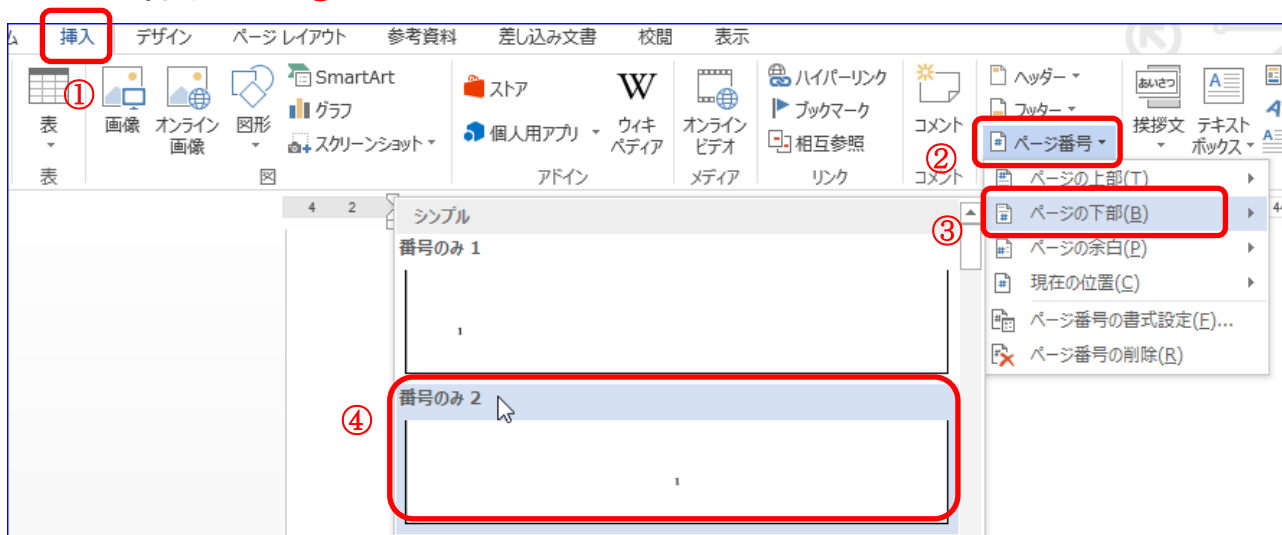 挿入 デザイン ページ レイアウト 参考資料 差し込み文書 校閲 表示
①
表
画像
オンライン
画像
図形
SmartArt
グラフ
スクリーンショット
ストア
個人用アプリ
W
ウィキ
ペディア
オンライン
ビデオ
ハイパーリンク
ブックマーク
相互参照
コメント
②
ヘッダー
フッター
ページ番号
あいさつ
挨拶文
A
テキスト
ボックス
表 図 アドイン メディア リンク コメント
ページの上部(T)
③
ページの下部(B)
ページの余白(P)
現在の位置(C)
ページ番号の書式設定(F)...
ページ番号の削除(R)
4 2
シンプル
番号のみ 1
1
④
番号のみ 2
1